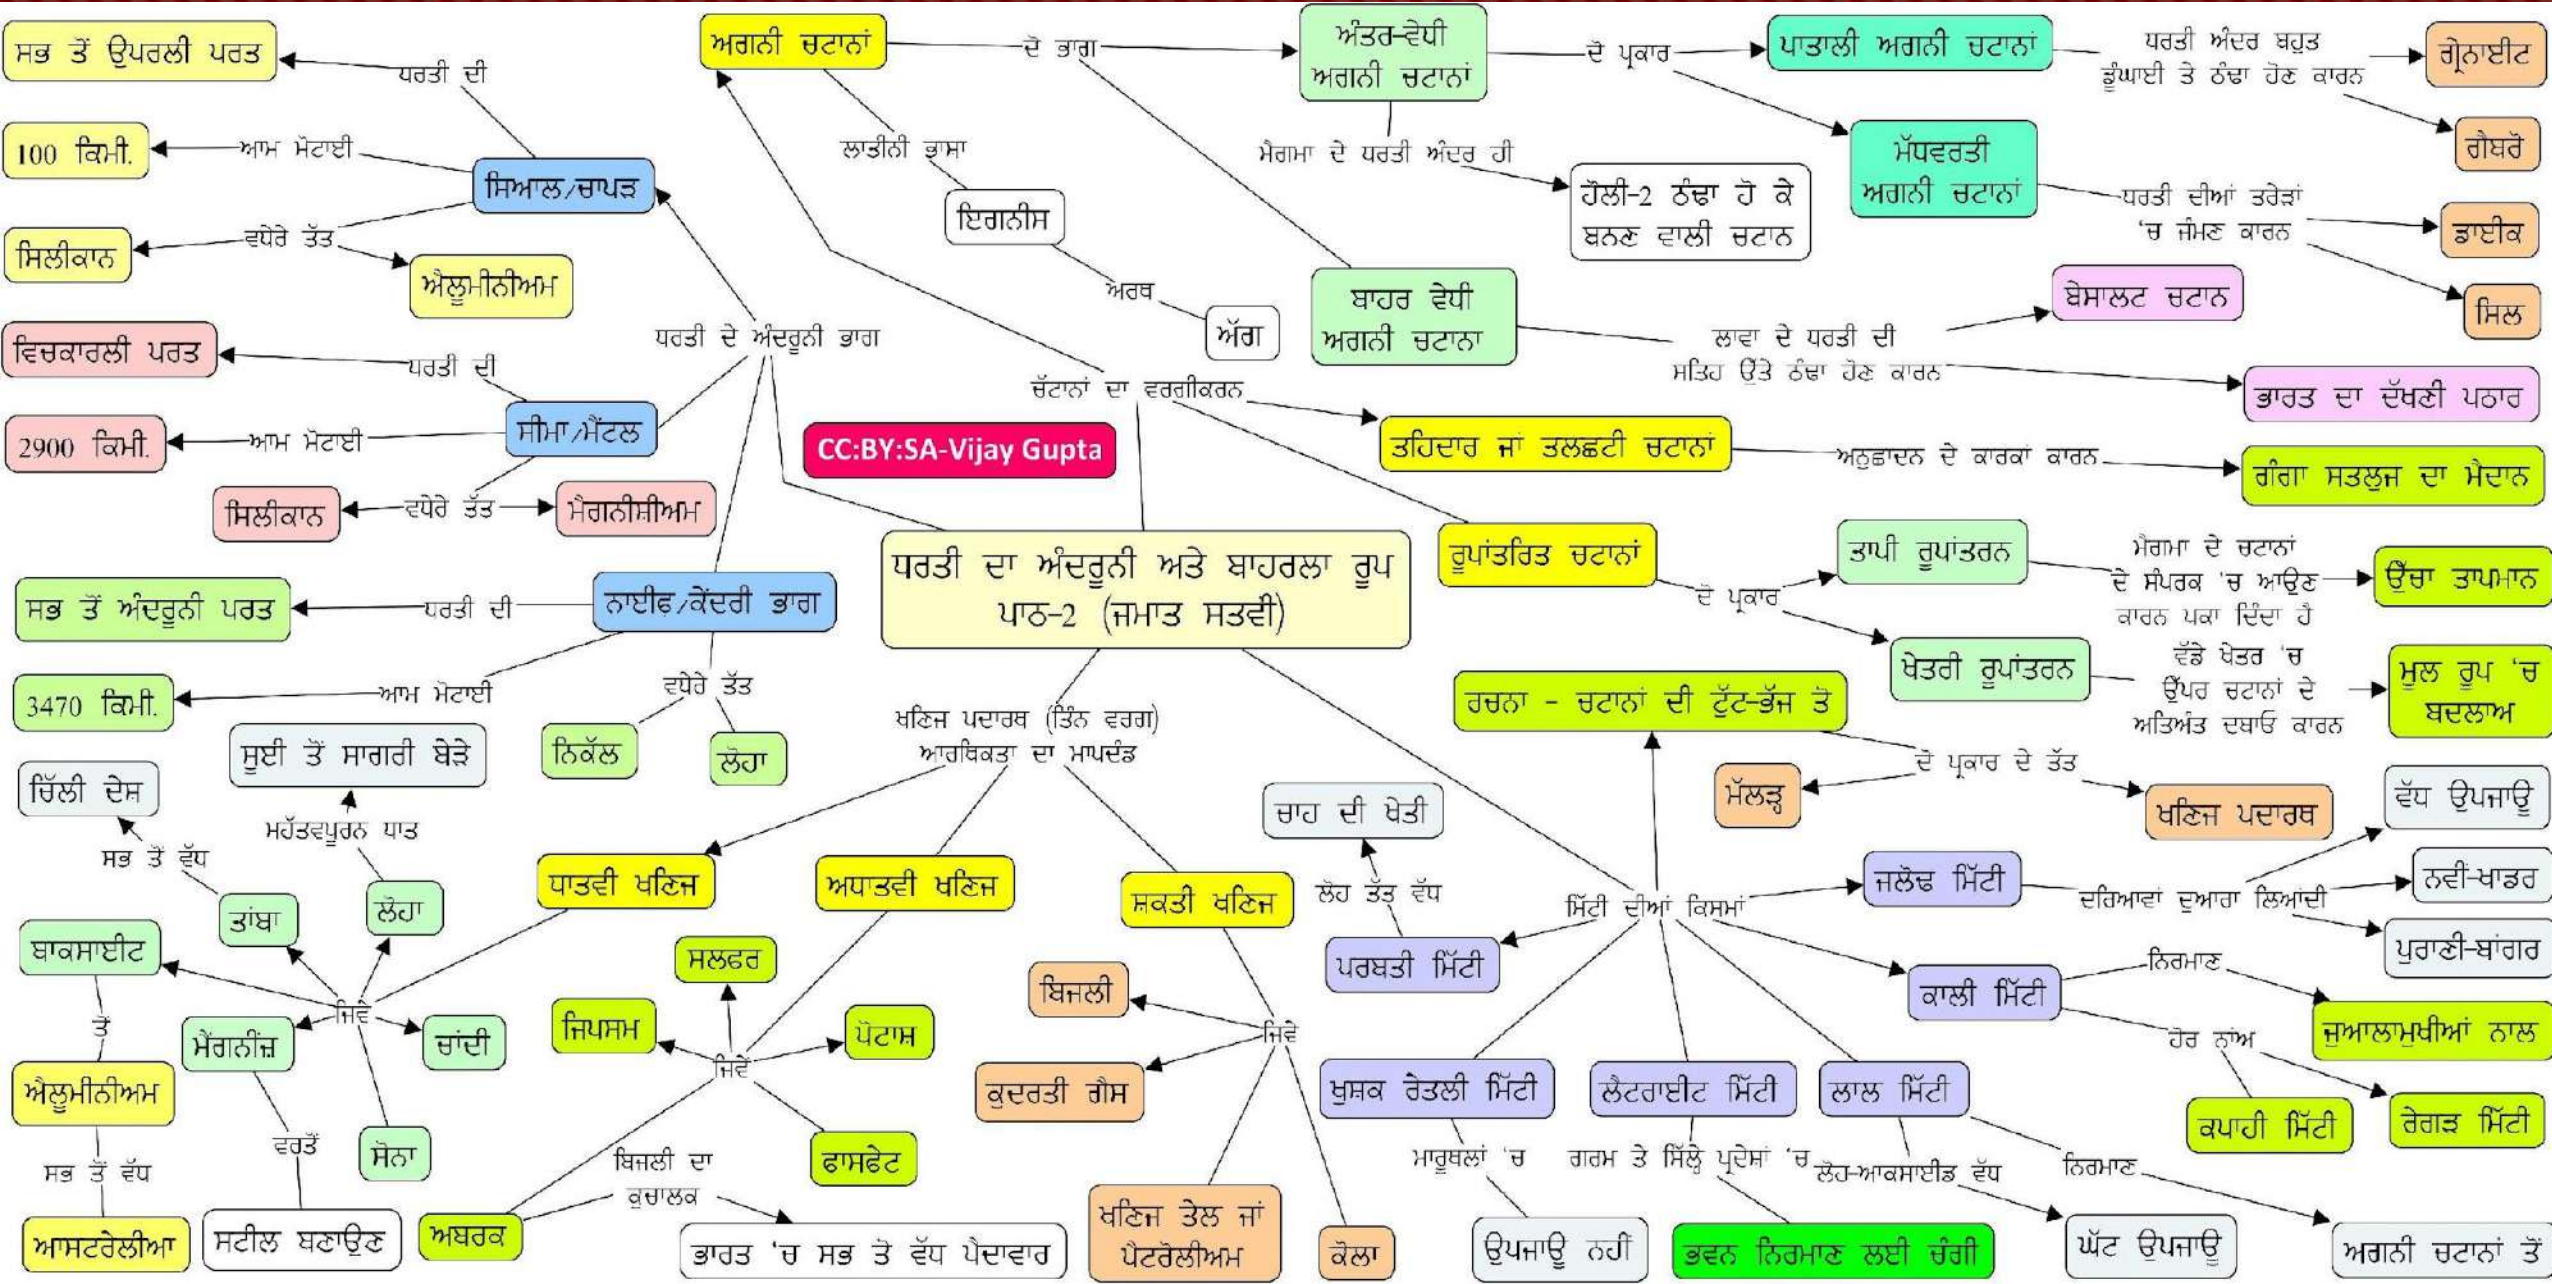 ਸਭ ਤੋਂ ਉਪਰਲੀ ਪਰਤ
ਧਰਤੀ ਦੀ
100 ਕਿਮੀ.
ਆਮ ਮੋਟਾਈ
ਸਿਆਲ/ਚਾਪੜ
ਸਿਲੀਕਾਨ
ਵਧੇਰੇ ਤੱਤ
ਐਲੂਮੀਨੀਅਮ
ਧਰਤੀ ਦੇ ਅੰਦਰੂਨੀ ਭਾਗ
ਵਿਚਕਾਰਲੀ ਪਰਤ
ਧਰਤੀ ਦੀ
2900 ਕਿਮੀ.
ਆਮ ਮੋਟਾਈ
ਸੀਮਾ/ਮੈਂਟਲ
ਸਿਲੀਕਾਨ
ਵਧੇਰੇ ਤੱਤ
ਮੈਗਨੀਸ਼ੀਅਮ
ਸਭ ਤੋਂ ਅੰਦਰੂਨੀ ਪਰਤ
ਧਰਤੀ ਦੀ
ਨਾਈਫ/ਕੇਂਦਰੀ ਭਾਗ
3470 ਕਿਮੀ.
ਆਮ ਮੋਟਾਈ
ਵਧੇਰੇ ਤੱਤ
ਨਿਕੱਲ
ਲੋਹਾ
ਅਗਨੀ ਚਟਾਨਾਂ
ਦੋ ਭਾਗ
ਲਾਤੀਨੀ ਭਾਸ਼ਾ
ਇਗਨੀਸ
ਅਰਥ
ਅੱਗ
ਅੰਤਰ-ਵੇਧੀ
ਅਗਨੀ ਚਟਾਨਾਂ
ਦੋ ਪ੍ਰਕਾਰ
ਮੈਗਮਾ ਦੇ ਧਰਤੀ ਅੰਦਰ ਹੀ
ਹੌਲੀ-2 ਠੰਢਾ ਹੋ ਕੇ
ਬਨਣ ਵਾਲੀ ਚਟਾਨ
ਪਾਤਾਲੀ ਅਗਨੀ ਚਟਾਨਾਂ
ਧਰਤੀ ਅੰਦਰ ਬਹੁਤ
ਡੂੰਘਾਈ ਤੇ ਠੰਢਾ ਹੋਣ ਕਾਰਨ
ਗ੍ਰੇਨਾਈਟ
ਗੈਬਰੋ
ਮੱਧਵਰਤੀ
ਅਗਨੀ ਚਟਾਨਾਂ
ਧਰਤੀ ਦੀਆਂ ਤਰੇੜਾਂ
'ਚ ਜੰਮਣ ਕਾਰਨ
ਡਾਈਕ
ਸਿਲ
ਬਾਹਰ ਵੇਧੀ
ਅਗਨੀ ਚਟਾਨਾ
ਲਾਵਾ ਦੇ ਧਰਤੀ ਦੀ
ਸਤਿਹ ਉੱਤੇ ਠੰਢਾ ਹੋਣ ਕਾਰਨ
ਬੇਸਾਲਟ ਚਟਾਨ
ਭਾਰਤ ਦਾ ਦੱਖਣੀ ਪਠਾਰ
ਚੱਟਾਨਾਂ ਦਾ ਵਰਗੀਕਰਨ
CC:BY:SA-Vijay Gupta
ਤਹਿਦਾਰ ਜਾਂ ਤਲਛਟੀ ਚਟਾਨਾਂ
ਅਨੁਛਾਦਨ ਦੇ ਕਾਰਕਾਂ ਕਾਰਨ
ਗੰਗਾ ਸਤਲੁਜ ਦਾ ਮੈਦਾਨ
ਰੂਪਾਂਤਰਿਤ ਚਟਾਨਾਂ
ਦੋ ਪ੍ਰਕਾਰ
ਤਾਪੀ ਰੂਪਾਂਤਰਨ
ਮੈਗਮਾ ਦੇ ਚਟਾਨਾਂ
ਦੇ ਸੰਪਰਕ 'ਚ ਆਉਣ
ਕਾਰਨ ਪਕਾ ਦਿੰਦਾ ਹੈ
ਉੱਚਾ ਤਾਪਮਾਨ
ਖੇਤਰੀ ਰੂਪਾਂਤਰਨ
ਵੱਡੇ ਖੇਤਰ 'ਚ
ਉੱਪਰ ਚਟਾਨਾਂ ਦੇ
ਅਤਿਅੰਤ ਦਬਾਓ ਕਾਰਨ
ਮੂਲ ਰੂਪ 'ਚ
ਬਦਲਾਅ
ਧਰਤੀ ਦਾ ਅੰਦਰੂਨੀ ਅਤੇ ਬਾਹਰਲਾ ਰੂਪ
ਪਾਠ-2 (ਜਮਾਤ ਸਤਵੀਂ)
ਖਣਿਜ ਪਦਾਰਥ (ਤਿੰਨ ਵਰਗ)
ਆਰਥਿਕਤਾ ਦਾ ਮਾਪਦੰਡ
ਧਾਤਵੀ ਖਣਿਜ
ਅਧਾਤਵੀ ਖਣਿਜ
ਸ਼ਕਤੀ ਖਣਿਜ
ਸੂਈ ਤੋਂ ਸਾਗਰੀ ਬੇੜੇ
ਚਿੱਲੀ ਦੇਸ਼
ਮਹੱਤਵਪੂਰਨ ਧਾਤ
ਸਭ ਤੋਂ ਵੱਧ
ਤਾਂਬਾ
ਲੋਹਾ
ਬਾਕਸਾਈਟ
ਜਿਵੇਂ
ਤੋਂ
ਮੈਂਗਨੀਜ਼
ਚਾਂਦੀ
ਐਲੂਮੀਨੀਅਮ
ਵਰਤੋਂ
ਸੋਨਾ
ਸਭ ਤੋਂ ਵੱਧ
ਆਸਟਰੇਲੀਆ
ਸਟੀਲ ਬਣਾਉਣ
ਸਲਫਰ
ਜਿਪਸਮ
ਪੋਟਾਸ਼
ਜਿਵੇਂ
ਫਾਸਫੇਟ
ਅਬਰਕ
ਬਿਜਲੀ ਦਾ
ਕੁਚਾਲਕ
ਭਾਰਤ 'ਚ ਸਭ ਤੋ ਵੱਧ ਪੈਦਾਵਾਰ
ਬਿਜਲੀ
ਜਿਵੇਂ
ਕੁਦਰਤੀ ਗੈਸ
ਖਣਿਜ ਤੇਲ ਜਾਂ
ਪੈਟਰੋਲੀਅਮ
ਕੋਲਾ
ਰਚਨਾ - ਚਟਾਨਾਂ ਦੀ ਟੁੱਟ-ਭੱਜ ਤੋ
ਦੋ ਪ੍ਰਕਾਰ ਦੇ ਤੱਤ
ਮੱਲੜ੍ਹ
ਖਣਿਜ ਪਦਾਰਥ
ਮਿੱਟੀ ਦੀਆਂ ਕਿਸਮਾਂ
ਚਾਹ ਦੀ ਖੇਤੀ
ਲੋਹ ਤੱਤ ਵੱਧ
ਪਰਬਤੀ ਮਿੱਟੀ
ਜਲੋਢ ਮਿੱਟੀ
ਦਰਿਆਵਾਂ ਦੁਆਰਾ ਲਿਆਂਦੀ
ਵੱਧ ਉਪਜਾਊ
ਨਵੀਂ-ਖਾਡਰ
ਪੁਰਾਣੀ-ਬਾਂਗਰ
ਕਾਲੀ ਮਿੱਟੀ
ਨਿਰਮਾਣ
ਜੁਆਲਾਮੁਖੀਆਂ ਨਾਲ
ਹੋਰ ਨਾਂਅ
ਕਪਾਹੀ ਮਿੱਟੀ
ਰੇਗੜ ਮਿੱਟੀ
ਖੁਸ਼ਕ ਰੇਤਲੀ ਮਿੱਟੀ
ਮਾਰੂਥਲਾਂ 'ਚ
ਉਪਜਾਊ ਨਹੀਂ
ਲੈਟਰਾਈਟ ਮਿੱਟੀ
ਗਰਮ ਤੇ ਸਿੱਲ੍ਹੇ ਪ੍ਰਦੇਸ਼ਾਂ 'ਚ
ਭਵਨ ਨਿਰਮਾਣ ਲਈ ਚੰਗੀ
ਲਾਲ ਮਿੱਟੀ
ਲੋਹ-ਆਕਸਾਈਡ ਵੱਧ
ਘੱਟ ਉਪਜਾਊ
ਨਿਰਮਾਣ
ਅਗਨੀ ਚਟਾਨਾਂ ਤੋਂ